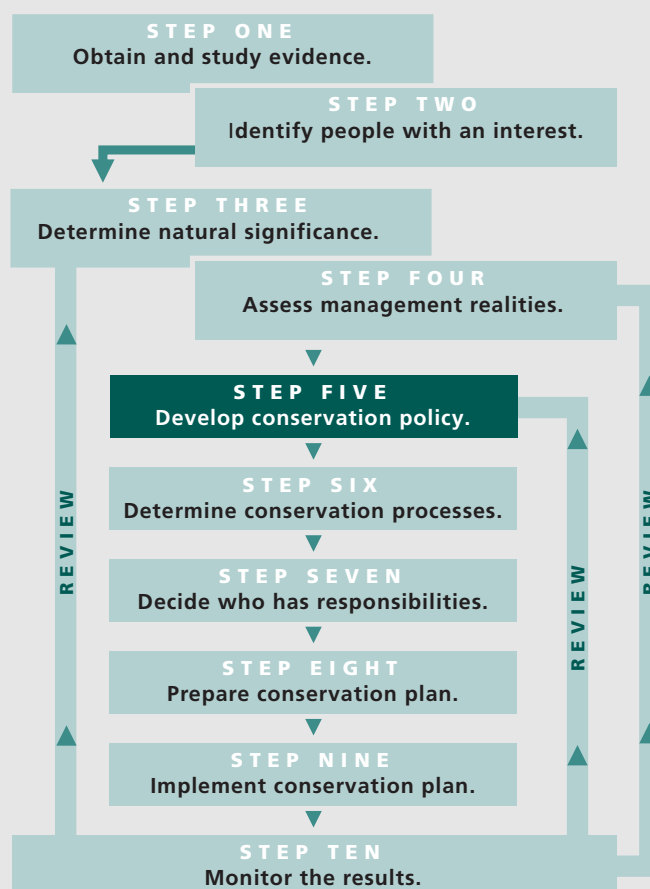 STEP ONE
Obtain and study evidence.
STEP TWO
Identify people with an interest.
STEP THREE
Determine natural significance.
STEP FOUR
Assess management realities.
STEP FIVE
Develop conservation policy.
STEP SIX
Determine conservation processes.
STEP SEVEN
Decide who has responsibilities.
STEP EIGHT
Prepare conservation plan.
STEP NINE
Implement conservation plan.
STEP TEN
Monitor the results.
REVIEW
REVIEW
REVIEW